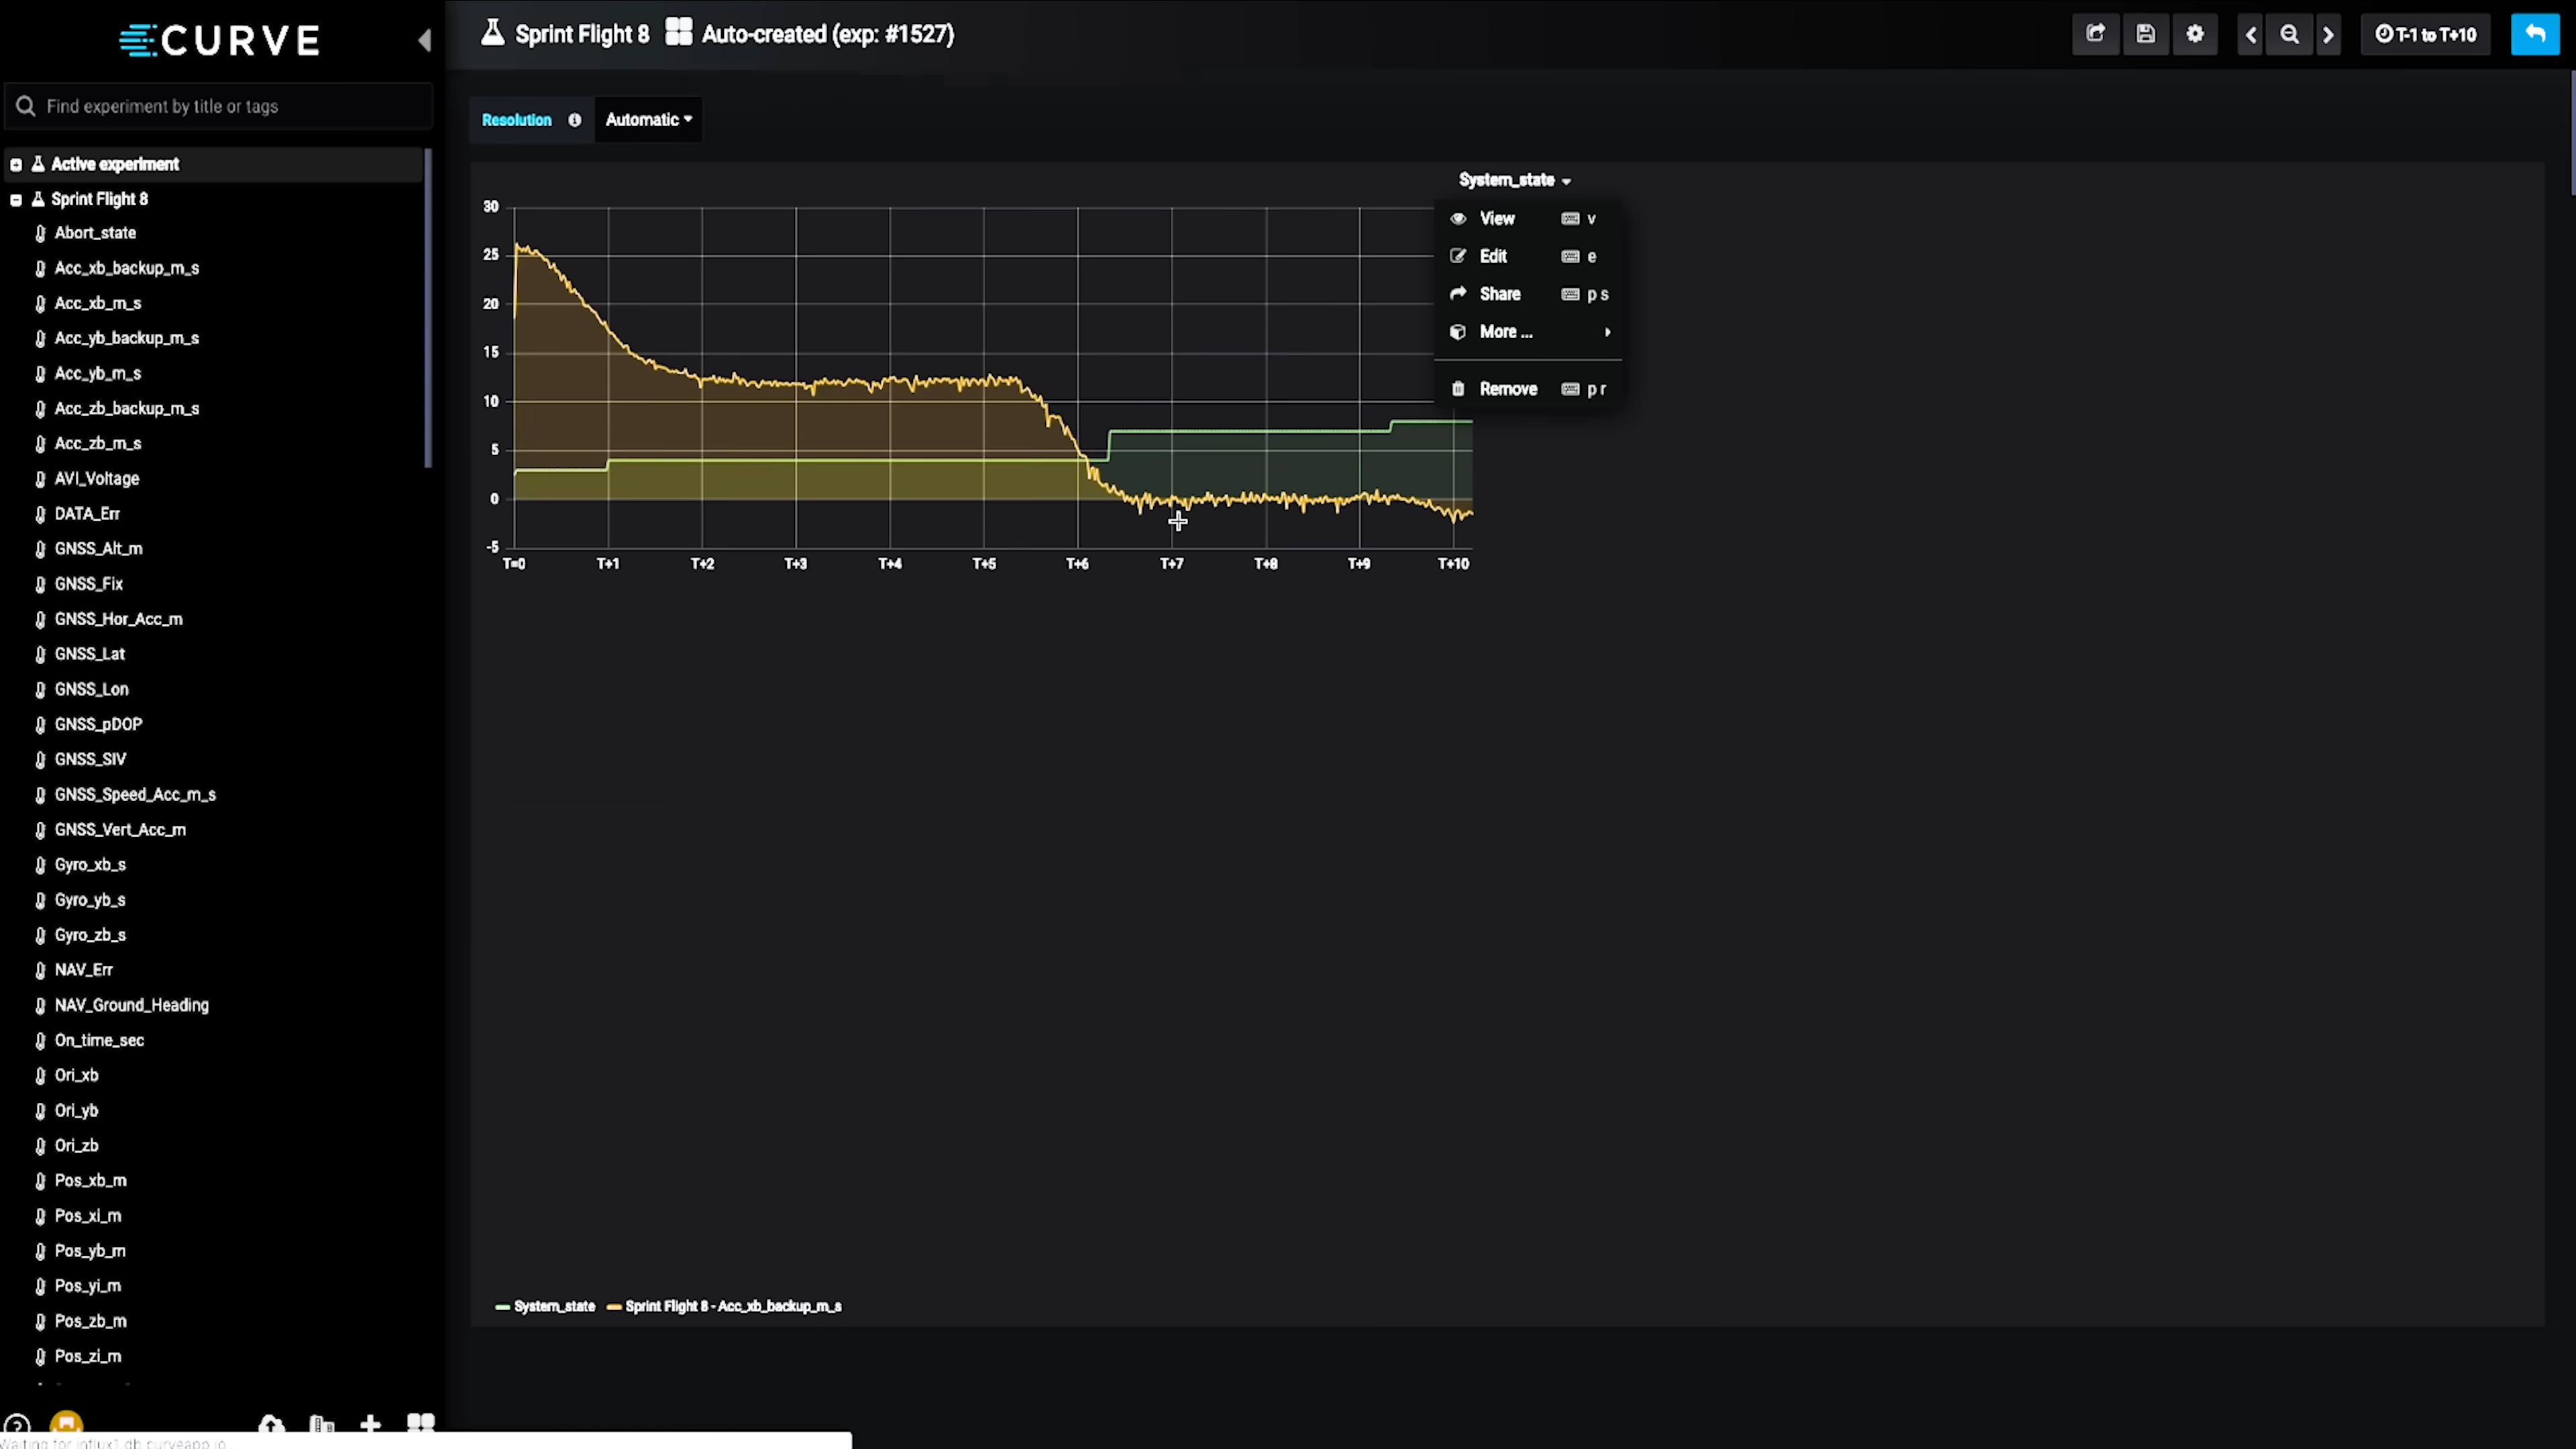 CURVE
Sprint Flight 8 Auto-created (exp: #1527)
T-1 to T+10
Find experiment by title or tags
Resolution Automatic
Active experiment
Sprint Flight 8
Abort_state
Acc_xb_backup_m_s
Acc_xb_m_s
Acc_yb_backup_m_s
Acc_yb_m_s
Acc_zb_backup_m_s
Acc_zb_m_s
AVI_Voltage
DATA_Err
GNSS_Alt_m
GNSS_Fix
GNSS_Hor_Acc_m
GNSS_Lat
GNSS_Lon
GNSS_pDOP
GNSS_SIV
GNSS_Speed_Acc_m_s
GNSS_Vert_Acc_m
Gyro_xb_s
Gyro_yb_s
Gyro_zb_s
NAV_Err
NAV_Ground_Heading
On_time_sec
Ori_xb
Ori_yb
Ori_zb
Pos_xb_m
Pos_xi_m
Pos_yb_m
Pos_yi_m
Pos_zb_m
Pos_zi_m
System_state
View v
Edit e
Share p s
More ...
Remove p r
30
25
20
15
10
5
0
-5
T=0 T+1 T+2 T+3 T+4 T+5 T+6 T+7 T+8 T+9 T+10
System_state Sprint Flight 8 - Acc_xb_backup_m_s